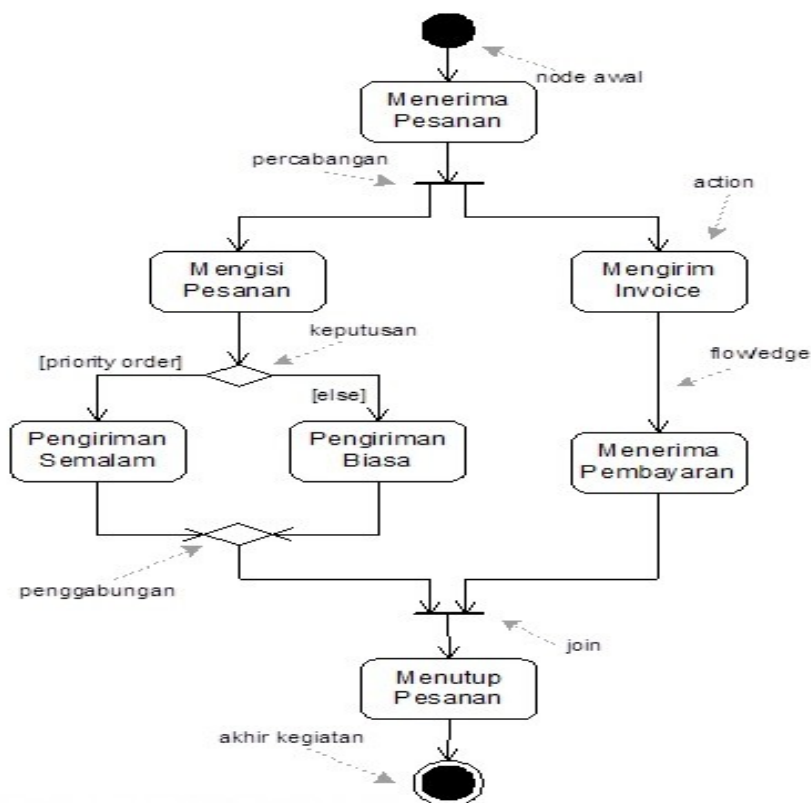 node awal
Menerima
Pesanan
percabangan
action
Mengisi
Pesanan
Mengirim
Invoice
keputusan
[priority order]
[else]
flow/edge
Pengiriman
Semalam
Pengiriman
Biasa
Menerima
Pembayaran
penggabungan
join
Menutup
Pesanan
akhir kegiatan